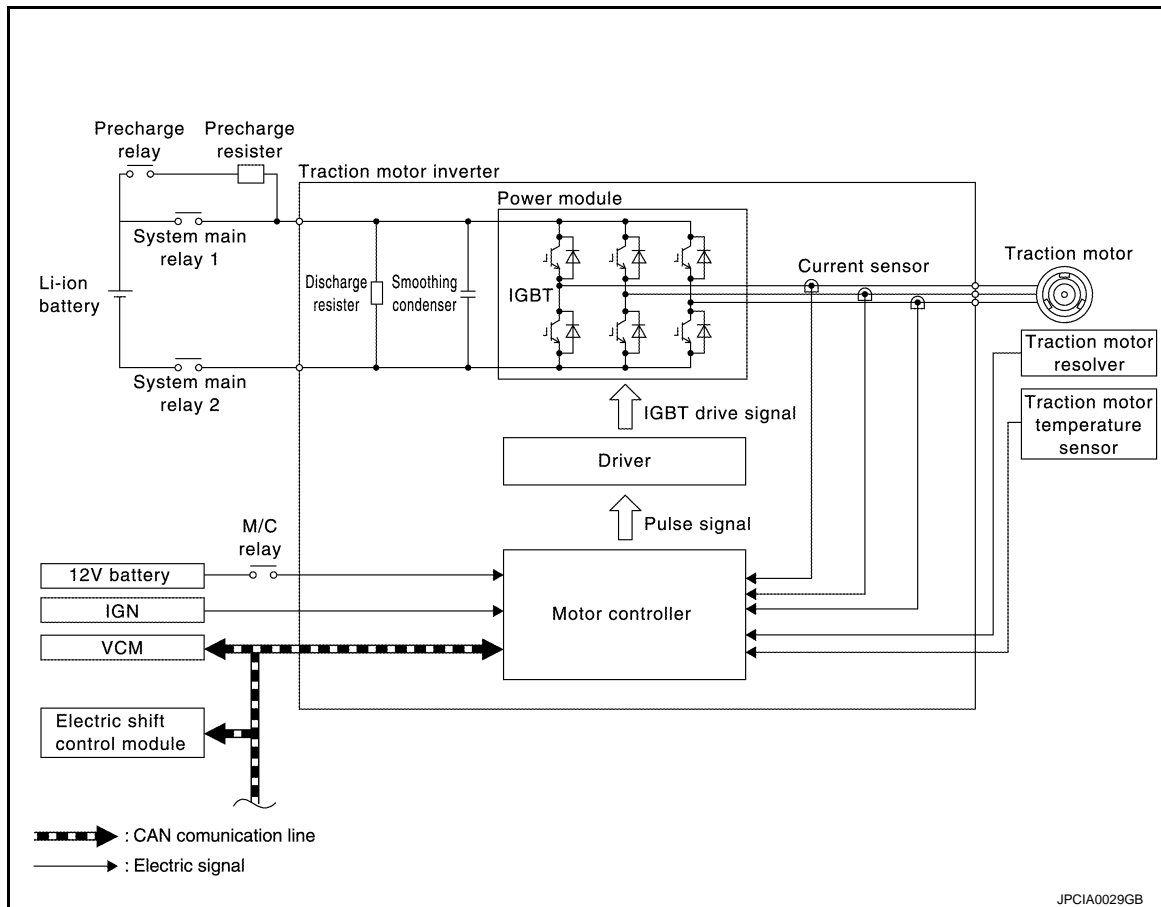 Precharge
relay
Precharge
resister
Traction motor inverter
Power module
System main
relay 1
Li-ion
battery
Discharge
resister
Smoothing
condenser
IGBT
Current sensor
Traction motor
System main
relay 2
Traction motor
resolver
IGBT drive signal
Traction motor
temperature
sensor
Driver
Pulse signal
M/C
relay
12V battery
IGN
VCM
Motor controller
Electric shift
control module
: CAN comunication line
: Electric signal
JPCIA0029GB